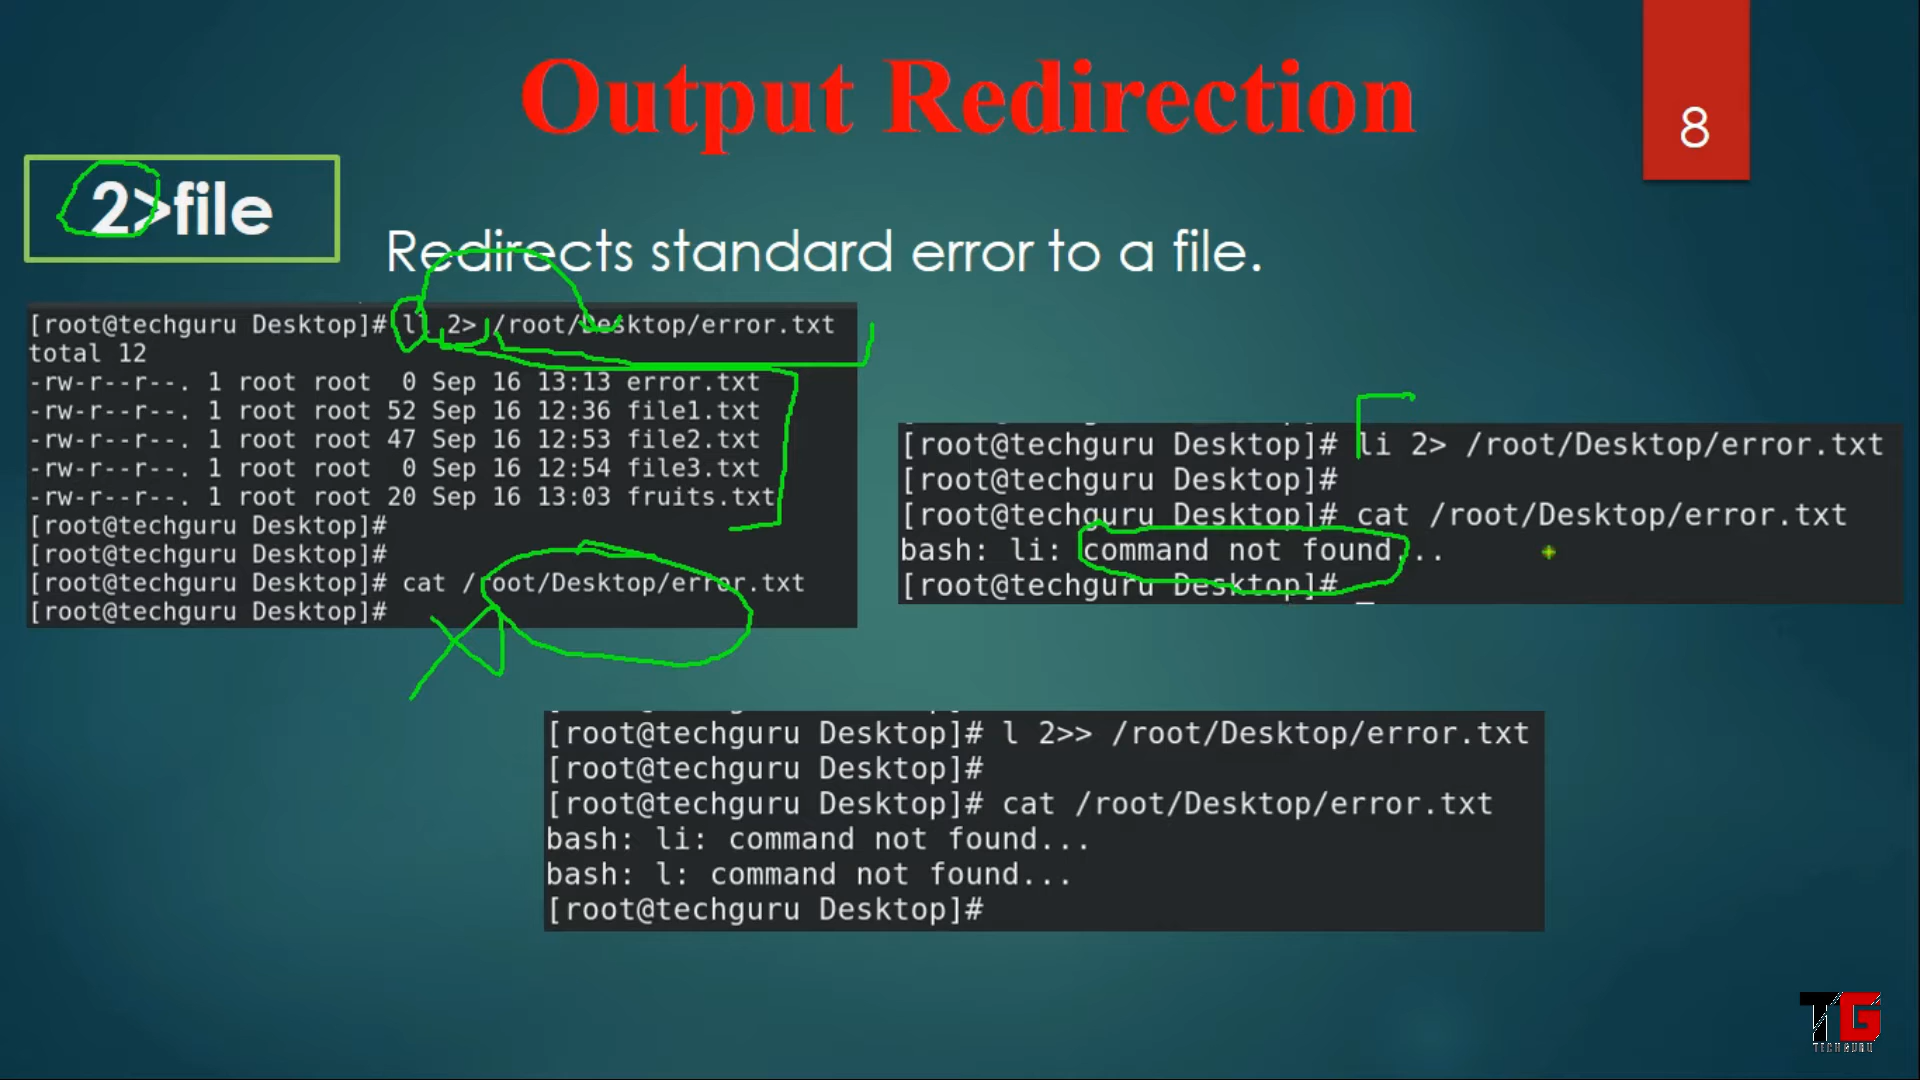 Output Redirection
8
2>file
Redirects standard error to a file.
[root@techguru Desktop]# ll 2> /root/Desktop/error.txt
total 12
-rw-r--r--. 1 root root  0 Sep 16 13:13 error.txt
-rw-r--r--. 1 root root 52 Sep 16 12:36 file1.txt
-rw-r--r--. 1 root root 47 Sep 16 12:53 file2.txt
-rw-r--r--. 1 root root  0 Sep 16 12:54 file3.txt
-rw-r--r--. 1 root root 20 Sep 16 13:03 fruits.txt
[root@techguru Desktop]#
[root@techguru Desktop]#
[root@techguru Desktop]# cat /root/Desktop/error.txt
[root@techguru Desktop]#
[root@techguru Desktop]# li 2> /root/Desktop/error.txt
[root@techguru Desktop]#
[root@techguru Desktop]# cat /root/Desktop/error.txt
bash: li: command not found...
[root@techguru Desktop]# _
[root@techguru Desktop]# l 2>> /root/Desktop/error.txt
[root@techguru Desktop]#
[root@techguru Desktop]# cat /root/Desktop/error.txt
bash: li: command not found...
bash: l: command not found...
[root@techguru Desktop]#
TG
TECHGURU